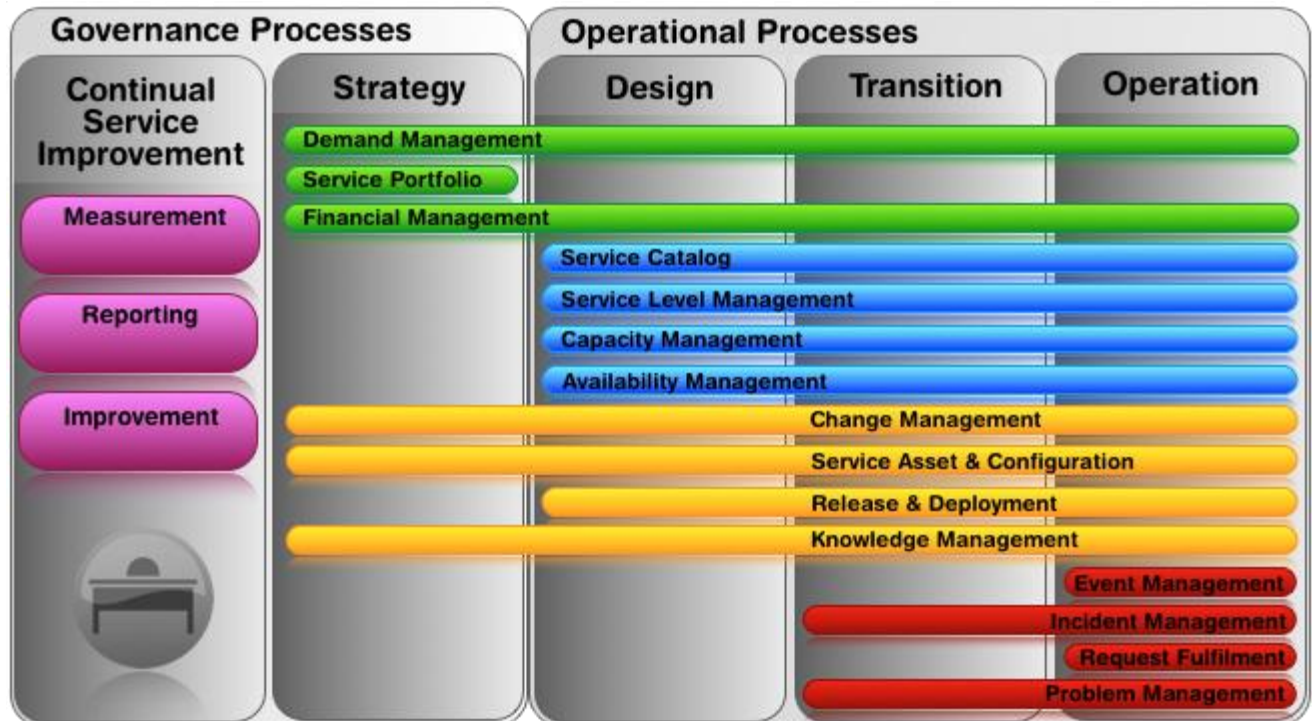 Governance Processes
Operational Processes
Continual
Service
Improvement
Strategy
Design
Transition
Operation
Measurement
Reporting
Improvement
Demand Management
Service Portfolio
Financial Management
Service Catalog
Service Level Management
Capacity Management
Availability Management
Change Management
Service Asset & Configuration
Release & Deployment
Knowledge Management
Event Management
Incident Management
Request Fulfilment
Problem Management